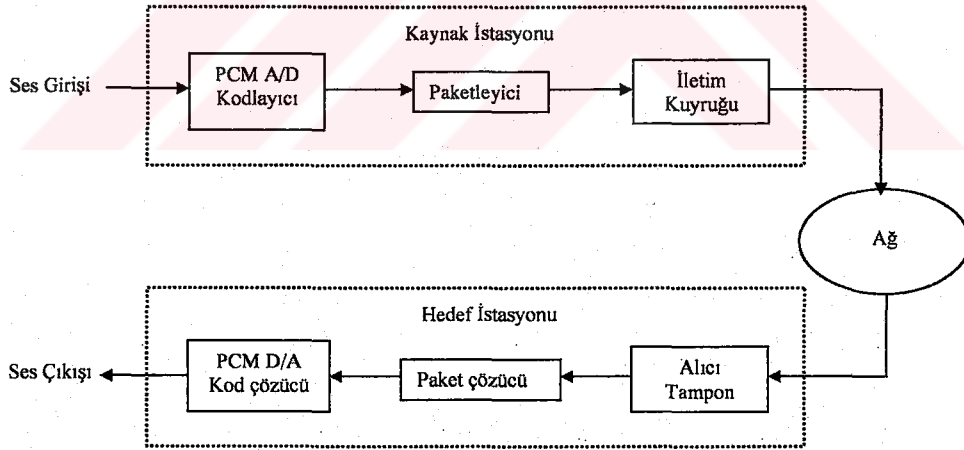 Kaynak İstasyonu
Ses Girişi
PCM A/D
Kodlayıcı
Paketleyici
İletim
Kuyruğu
Ağ
Hedef İstasyonu
Ses Çıkışı
PCM D/A
Kod çözücü
Paket çözücü
Alıcı
Tampon